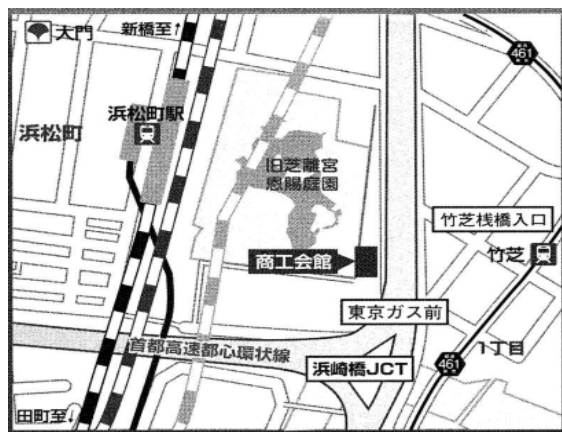 大門
新橋至↑
461
浜松町駅
浜松町
旧芝離宮
恩賜庭園
竹芝桟橋入口
竹芝
商工会館
東京ガス前
首都高速都心環状線
浜崎橋JCT
461
1丁目
田町至↓